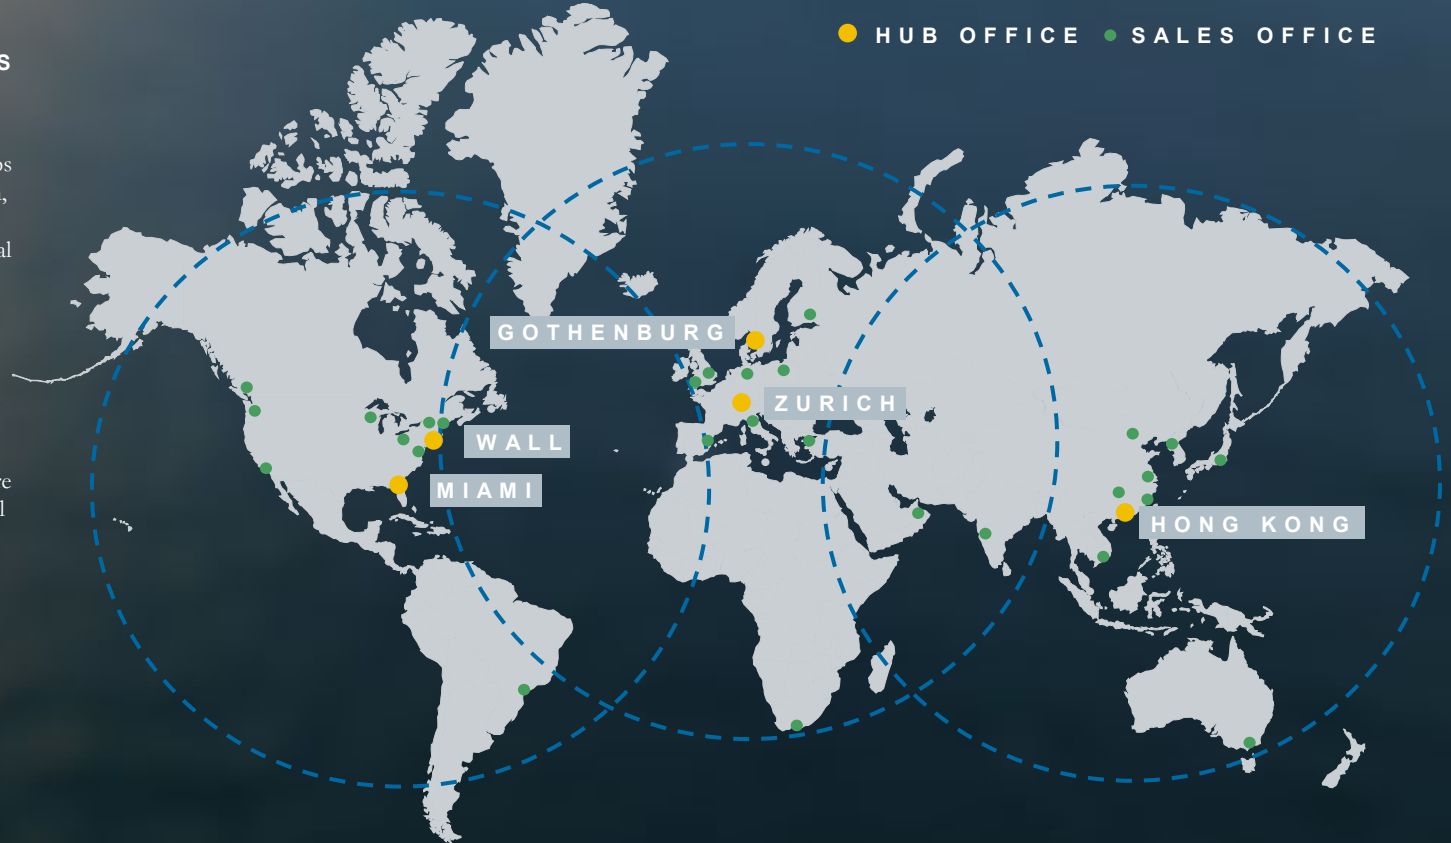 HUB OFFICE
SALES OFFICE
GOTHENBURG
ZURICH
WALL
MIAMI
HONG KONG